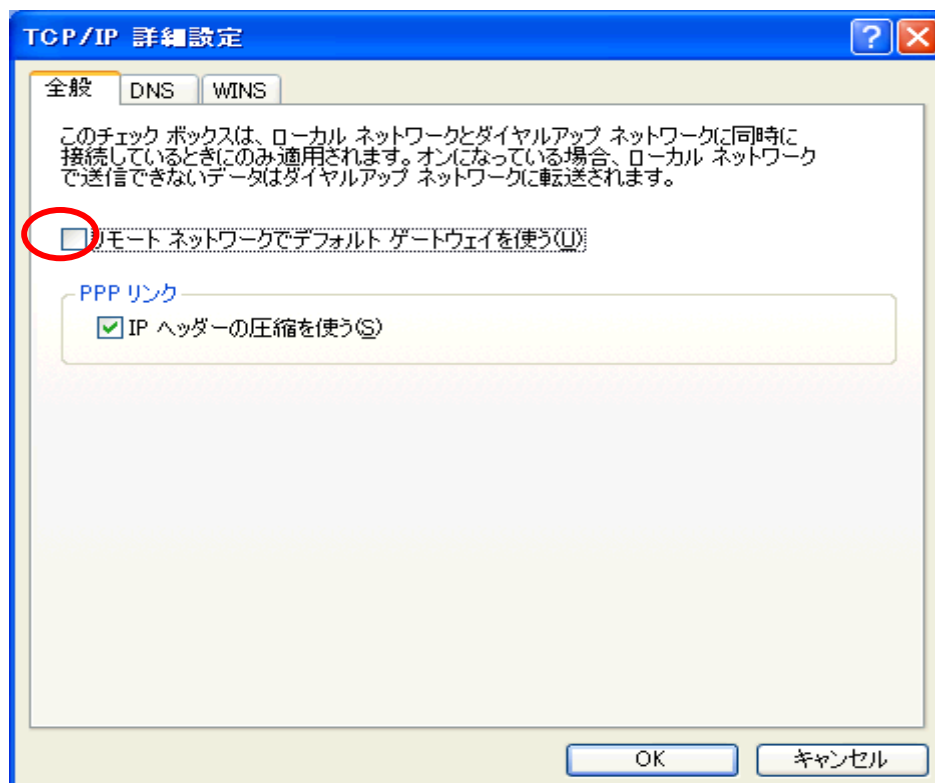 TCP/IP 詳細設定
全般
DNS
WINS
このチェック ボックスは、ローカル ネットワークとダイヤルアップ ネットワークに同時に
接続しているときにのみ適用されます。オンになっている場合、ローカル ネットワーク
で送信できないデータはダイヤルアップ ネットワークに転送されます。
リモート ネットワークでデフォルト ゲートウェイを使う(U)
PPP リンク
IP ヘッダーの圧縮を使う(S)
OK
キャンセル